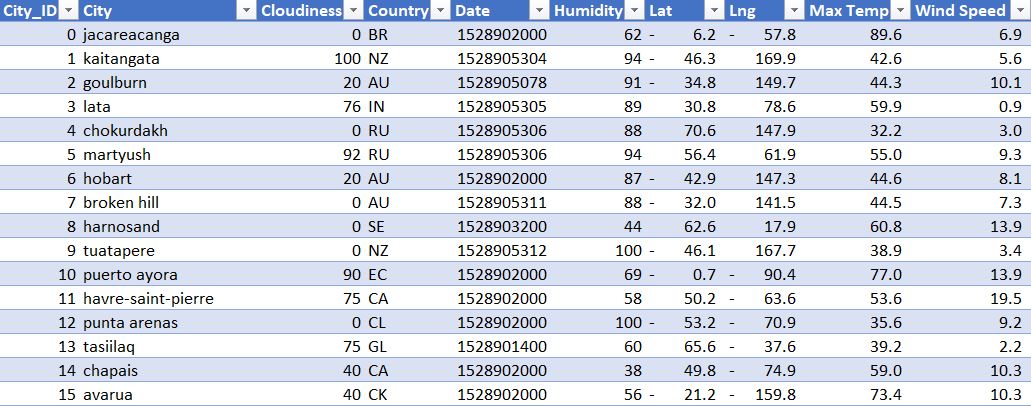 City_ID City Cloudiness Country Date Humidity Lat Lng Max Temp Wind Speed
0 jacareacanga 0 BR 1528902000 62 - 6.2 - 57.8 89.6 6.9
1 kaitangata 100 NZ 1528905304 94 - 46.3 169.9 42.6 5.6
2 goulburn 20 AU 1528905078 91 - 34.8 149.7 44.3 10.1
3 lata 76 IN 1528905305 89 30.8 78.6 59.9 0.9
4 chokurdakh 0 RU 1528905306 88 70.6 147.9 32.2 3.0
5 martyush 92 RU 1528905306 94 56.4 61.9 55.0 9.3
6 hobart 20 AU 1528902000 87 - 42.9 147.3 44.6 8.1
7 broken hill 0 AU 1528905311 88 - 32.0 141.5 44.5 7.3
8 harnosand 0 SE 1528903200 44 62.6 17.9 60.8 13.9
9 tuatapere 0 NZ 1528905312 100 - 46.1 167.7 38.9 3.4
10 puerto ayora 90 EC 1528902000 69 - 0.7 - 90.4 77.0 13.9
11 havre-saint-pierre 75 CA 1528902000 58 50.2 - 63.6 53.6 19.5
12 punta arenas 0 CL 1528902000 100 - 53.2 - 70.9 35.6 9.2
13 tasiilaq 75 GL 1528901400 60 65.6 - 37.6 39.2 2.2
14 chapais 40 CA 1528902000 38 49.8 - 74.9 59.0 10.3
15 avarua 40 CK 1528902000 56 - 21.2 - 159.8 73.4 10.3